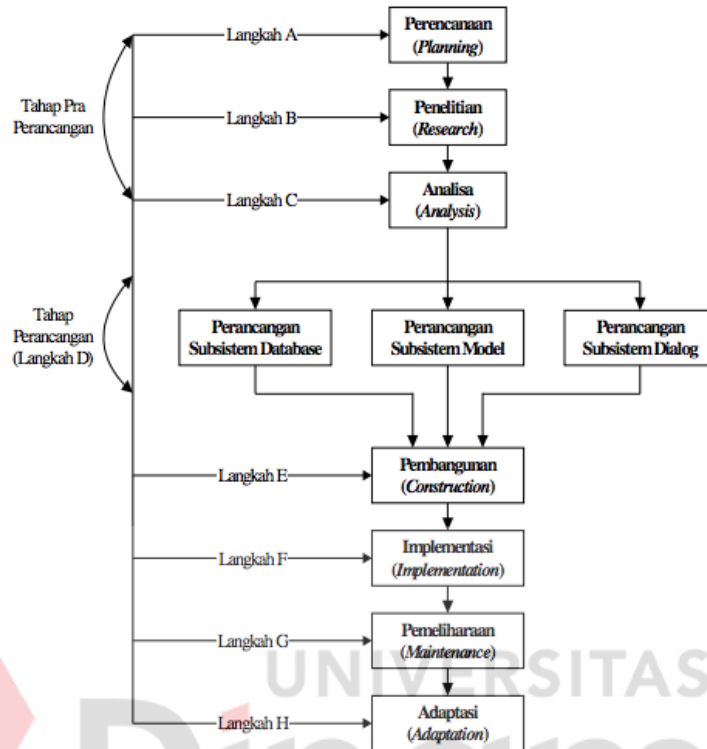 Langkah A
Perencanaan
(Planning)
Tahap Pra
Perancangan
Langkah B
Penelitian
(Research)
Langkah C
Analisa
(Analysis)
Tahap
Perancangan
(Langkah D)
Perancangan
Subsistem Database
Perancangan
Subsistem Model
Perancangan
Subsistem Dialog
Langkah E
Pembangunan
(Construction)
Langkah F
Implementasi
(Implementation)
Langkah G
Pemeliharaan
(Maintenance)
UNIVERSITAS
Langkah H
Adaptasi
(Adaptation)